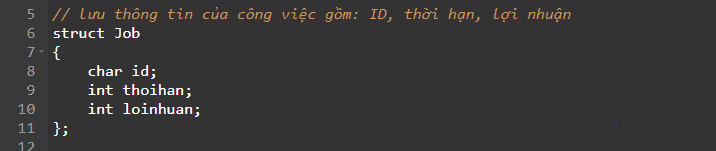 5 // lưu thông tin của công việc gồm: ID, thời hạn, lợi nhuận
6 struct Job
7 {
8     char id;
9     int thoihan;
10     int loinhuan;
11 };
12